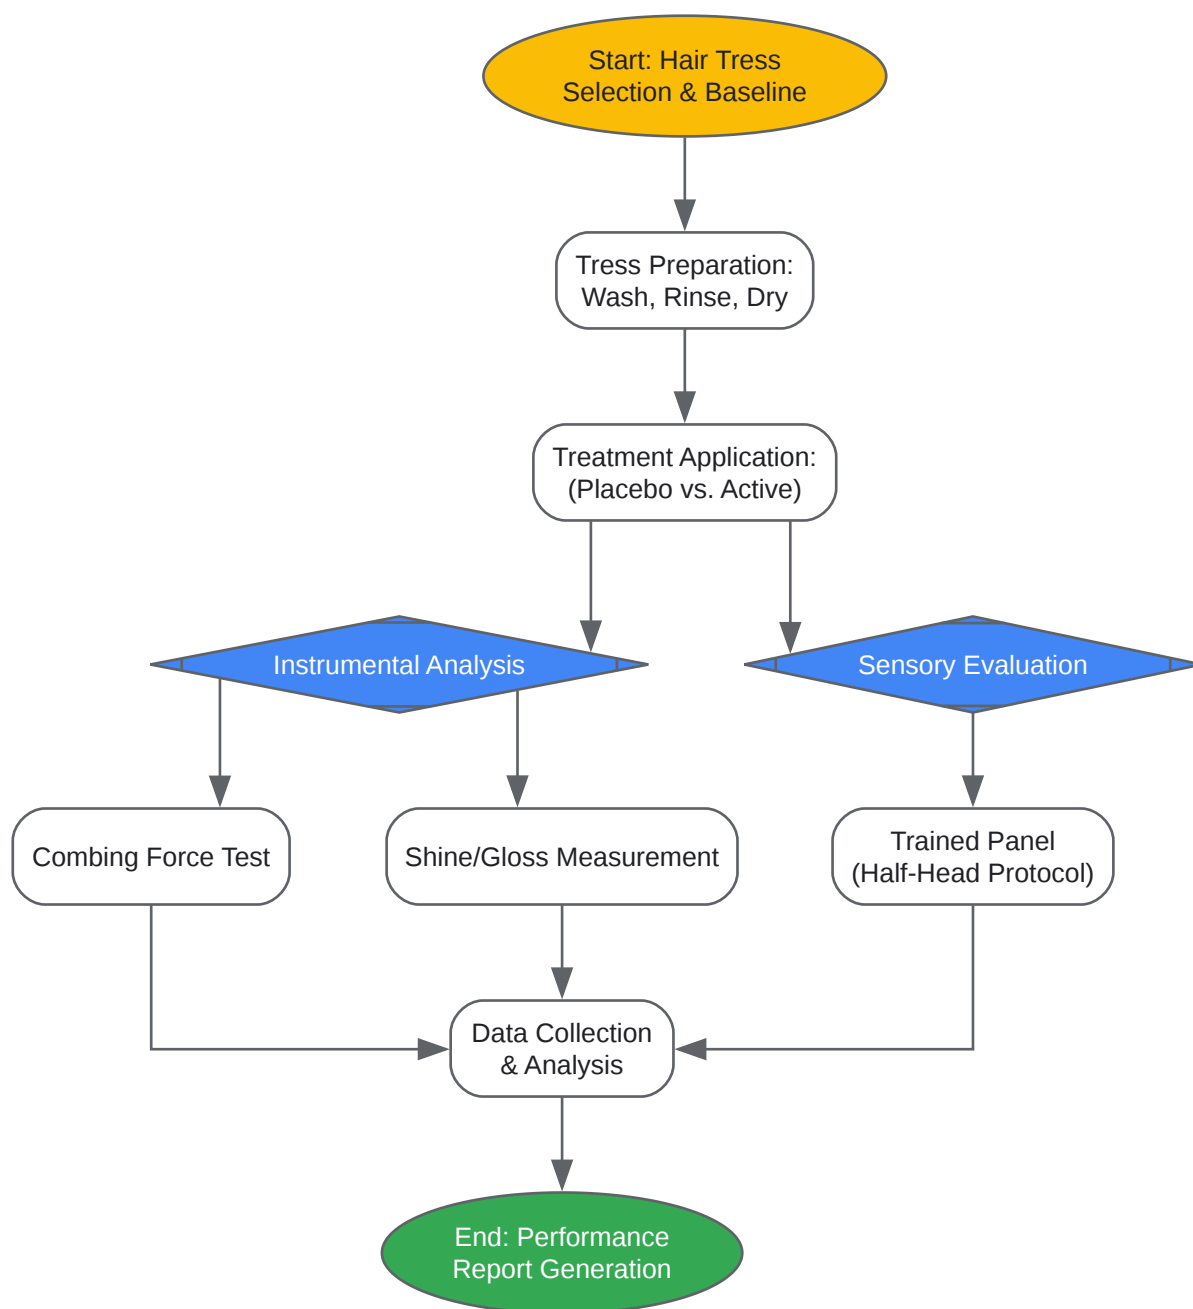 Start: Hair Tress
Selection & Baseline
Tress Preparation:
Wash, Rinse, Dry
Treatment Application:
(Placebo vs. Active)
Instrumental Analysis
Sensory Evaluation
Combing Force Test
Shine/Gloss Measurement
Trained Panel
(Half-Head Protocol)
Data Collection
& Analysis
End: Performance
Report Generation